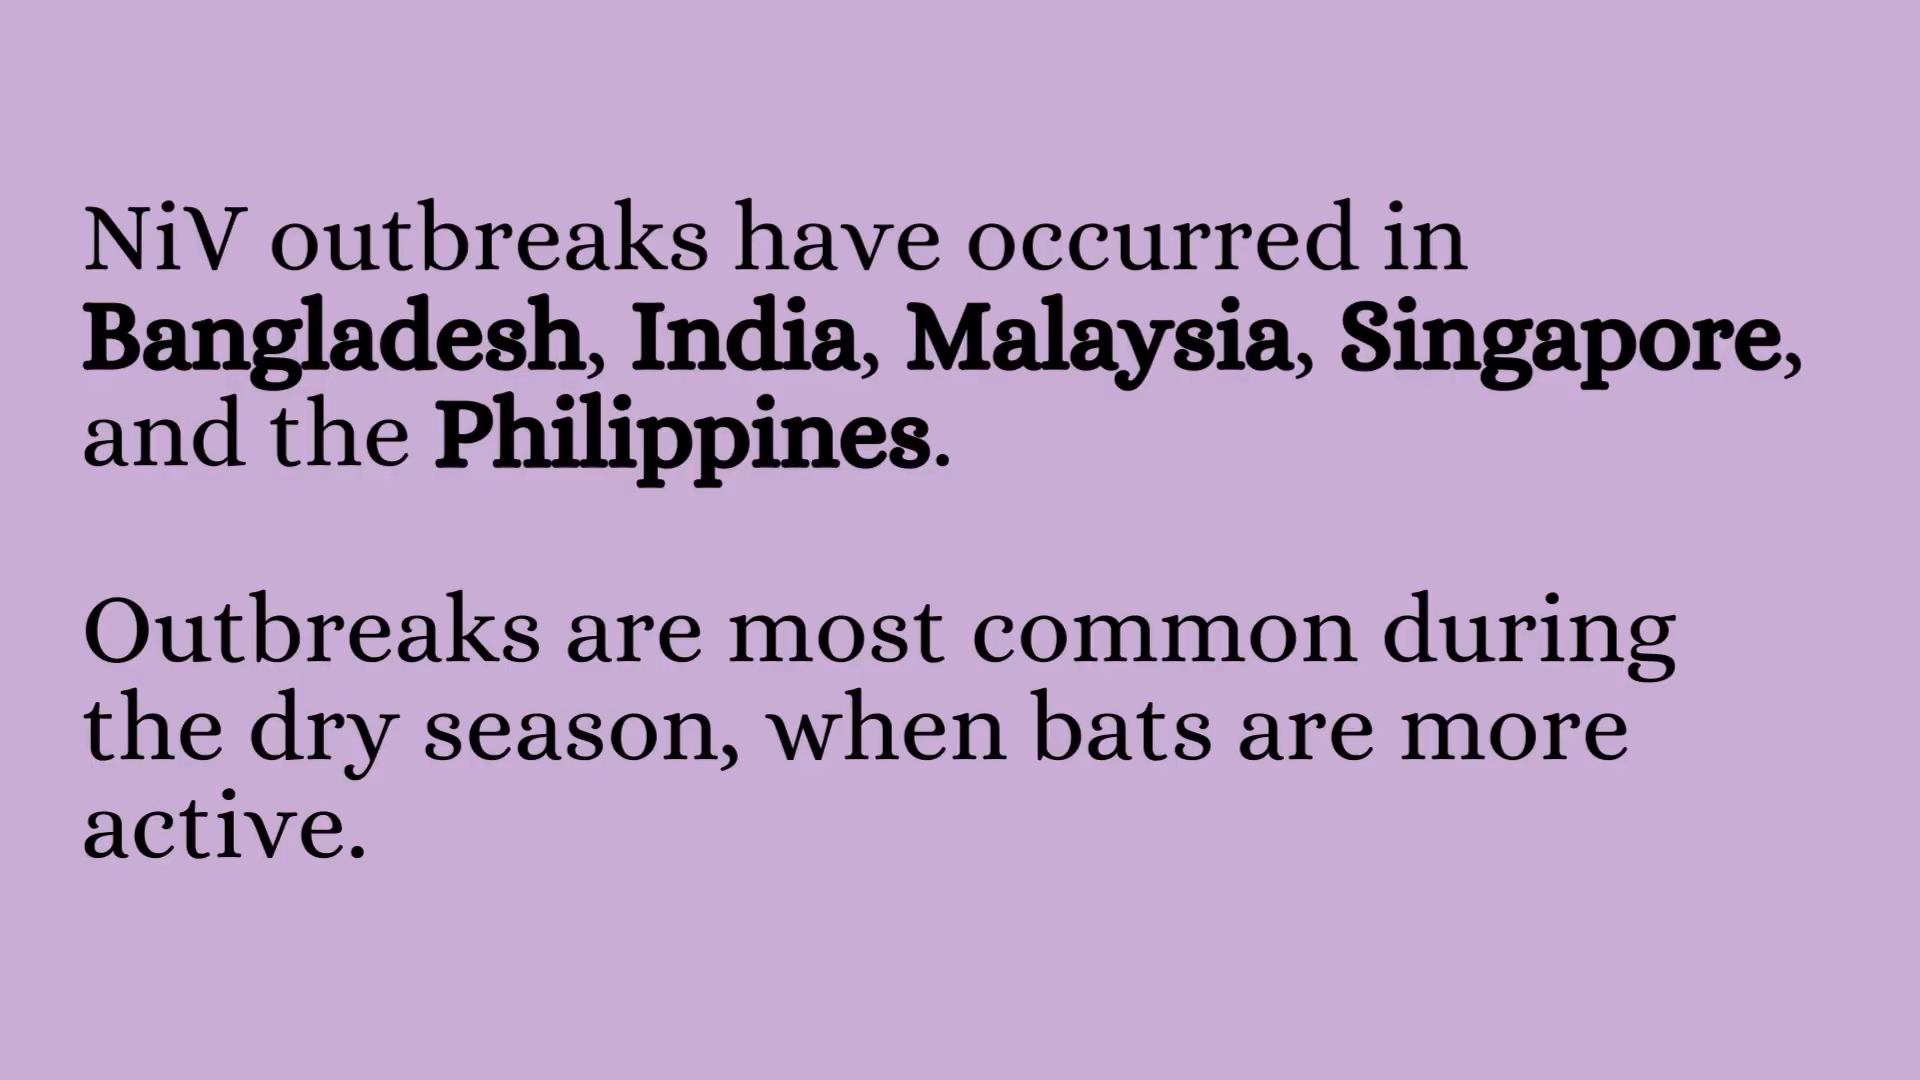 NiV outbreaks have occurred in
Bangladesh, India, Malaysia, Singapore,
and the Philippines.
Outbreaks are most common during
the dry season, when bats are more
active.